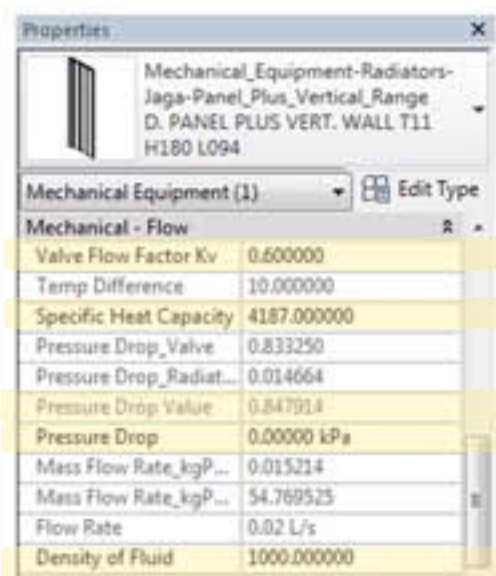 Properties
Mechanical_Equipment-Radiators-
Jaga-Panel_Plus_Vertical_Range
D. PANEL PLUS VERT. WALL T11
H180 L094
Mechanical Equipment (1)
Edit Type
Mechanical - Flow
Valve Flow Factor Kv 0.600000
Temp Difference 10.000000
Specific Heat Capacity 4187.000000
Pressure Drop_Valve 0.833250
Pressure Drop_Radiat... 0.014664
Pressure Drop Value 0.847914
Pressure Drop 0.00000 kPa
Mass Flow Rate_kgP... 0.015214
Mass Flow Rate_kgP... 54.769525
Flow Rate 0.02 L/s
Density of Fluid 1000.000000